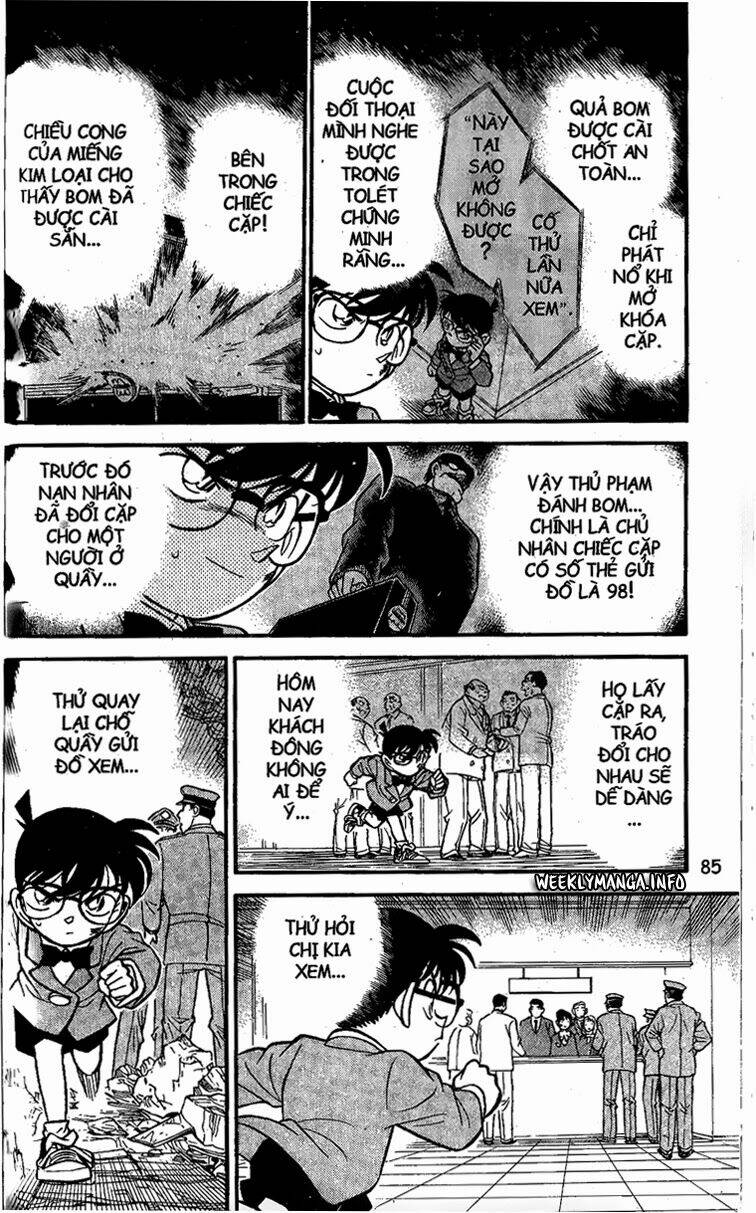 CHIỀU CONG
CỦA MIẾNG
KIM LOẠI CHO
THẤY BOM ĐÃ
ĐƯỢC CÀI
SẴN...
BÊN
TRONG
CHIẾC
CẶP!
CUỘC
ĐỐI THOẠI
MÌNH NGHE
ĐƯỢC
TRONG
TOLÉT
CHỨNG
MINH
RẰNG...
"NÀY
TẠI
SAO
MỞ
KHÔNG
ĐƯỢC
?
CỐ
THỬ
LẦN
NỮA
XEM".
QUẢ BOM
ĐƯỢC CÀI
CHỐT AN
TOÀN...
CHỈ
PHÁT
NỔ KHI
MỞ
KHÓA
CẶP.
TRƯỚC ĐÓ
NẠN NHÂN
ĐÃ ĐỔI CẶP
CHO MỘT
NGƯỜI Ở
QUẦY...
VẬY THỦ PHẠM
ĐÁNH BOM...
CHÍNH LÀ CHỦ
NHÂN CHIẾC CẶP
CÓ SỐ THẺ GỬI
ĐỒ LÀ 98!
THỬ QUAY
LẠI CHỖ
QUẦY GỬI
ĐỒ XEM...
HÔM
NAY
KHÁCH
ĐÔNG
KHÔNG
AI ĐỂ
Ý...
HỌ LẤY
CẶP RA,
TRÁO
ĐỔI CHO
NHAU SẼ
DỄ DÀNG
...
85
WEEKLYMANGA.INFO
THỬ HỎI
CHỊ KIA
XEM...